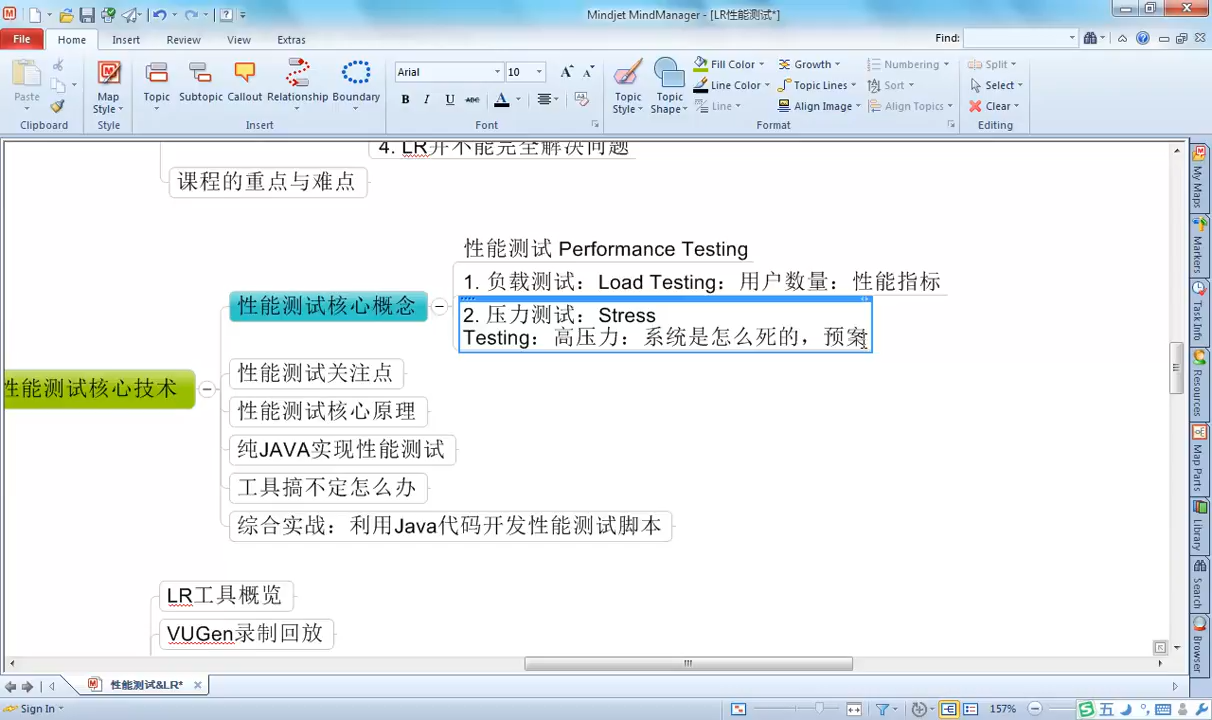 Mindjet MindManager - [LR性能测试*]
File Home Insert Review View Extras Find:
Paste Map Style Topic Subtopic Callout Relationship Boundary Arial 10 Topic Style Topic Shape Fill Color Growth Numbering Split
B I U abc A Line Color Topic Lines Sort Select
Line Align Image Align Topics Clear
Clipboard Style Insert Font Format Editing
4. LR并不能完全解决问题
课程的重点与难点
性能测试 Performance Testing
1. 负载测试：Load Testing：用户数量：性能指标
性能测试核心概念
2. 压力测试：Stress
Testing：高压力：系统是怎么死的，预案
性能测试关注点
性能测试核心技术
性能测试核心原理
纯JAVA实现性能测试
工具搞不定怎么办
综合实战：利用Java代码开发性能测试脚本
LR工具概览
VUGen录制回放
My Maps
Markers
Task Info
Resources
Map Parts
Library
Search
Browser
性能测试&LR*
Sign In 157% 五